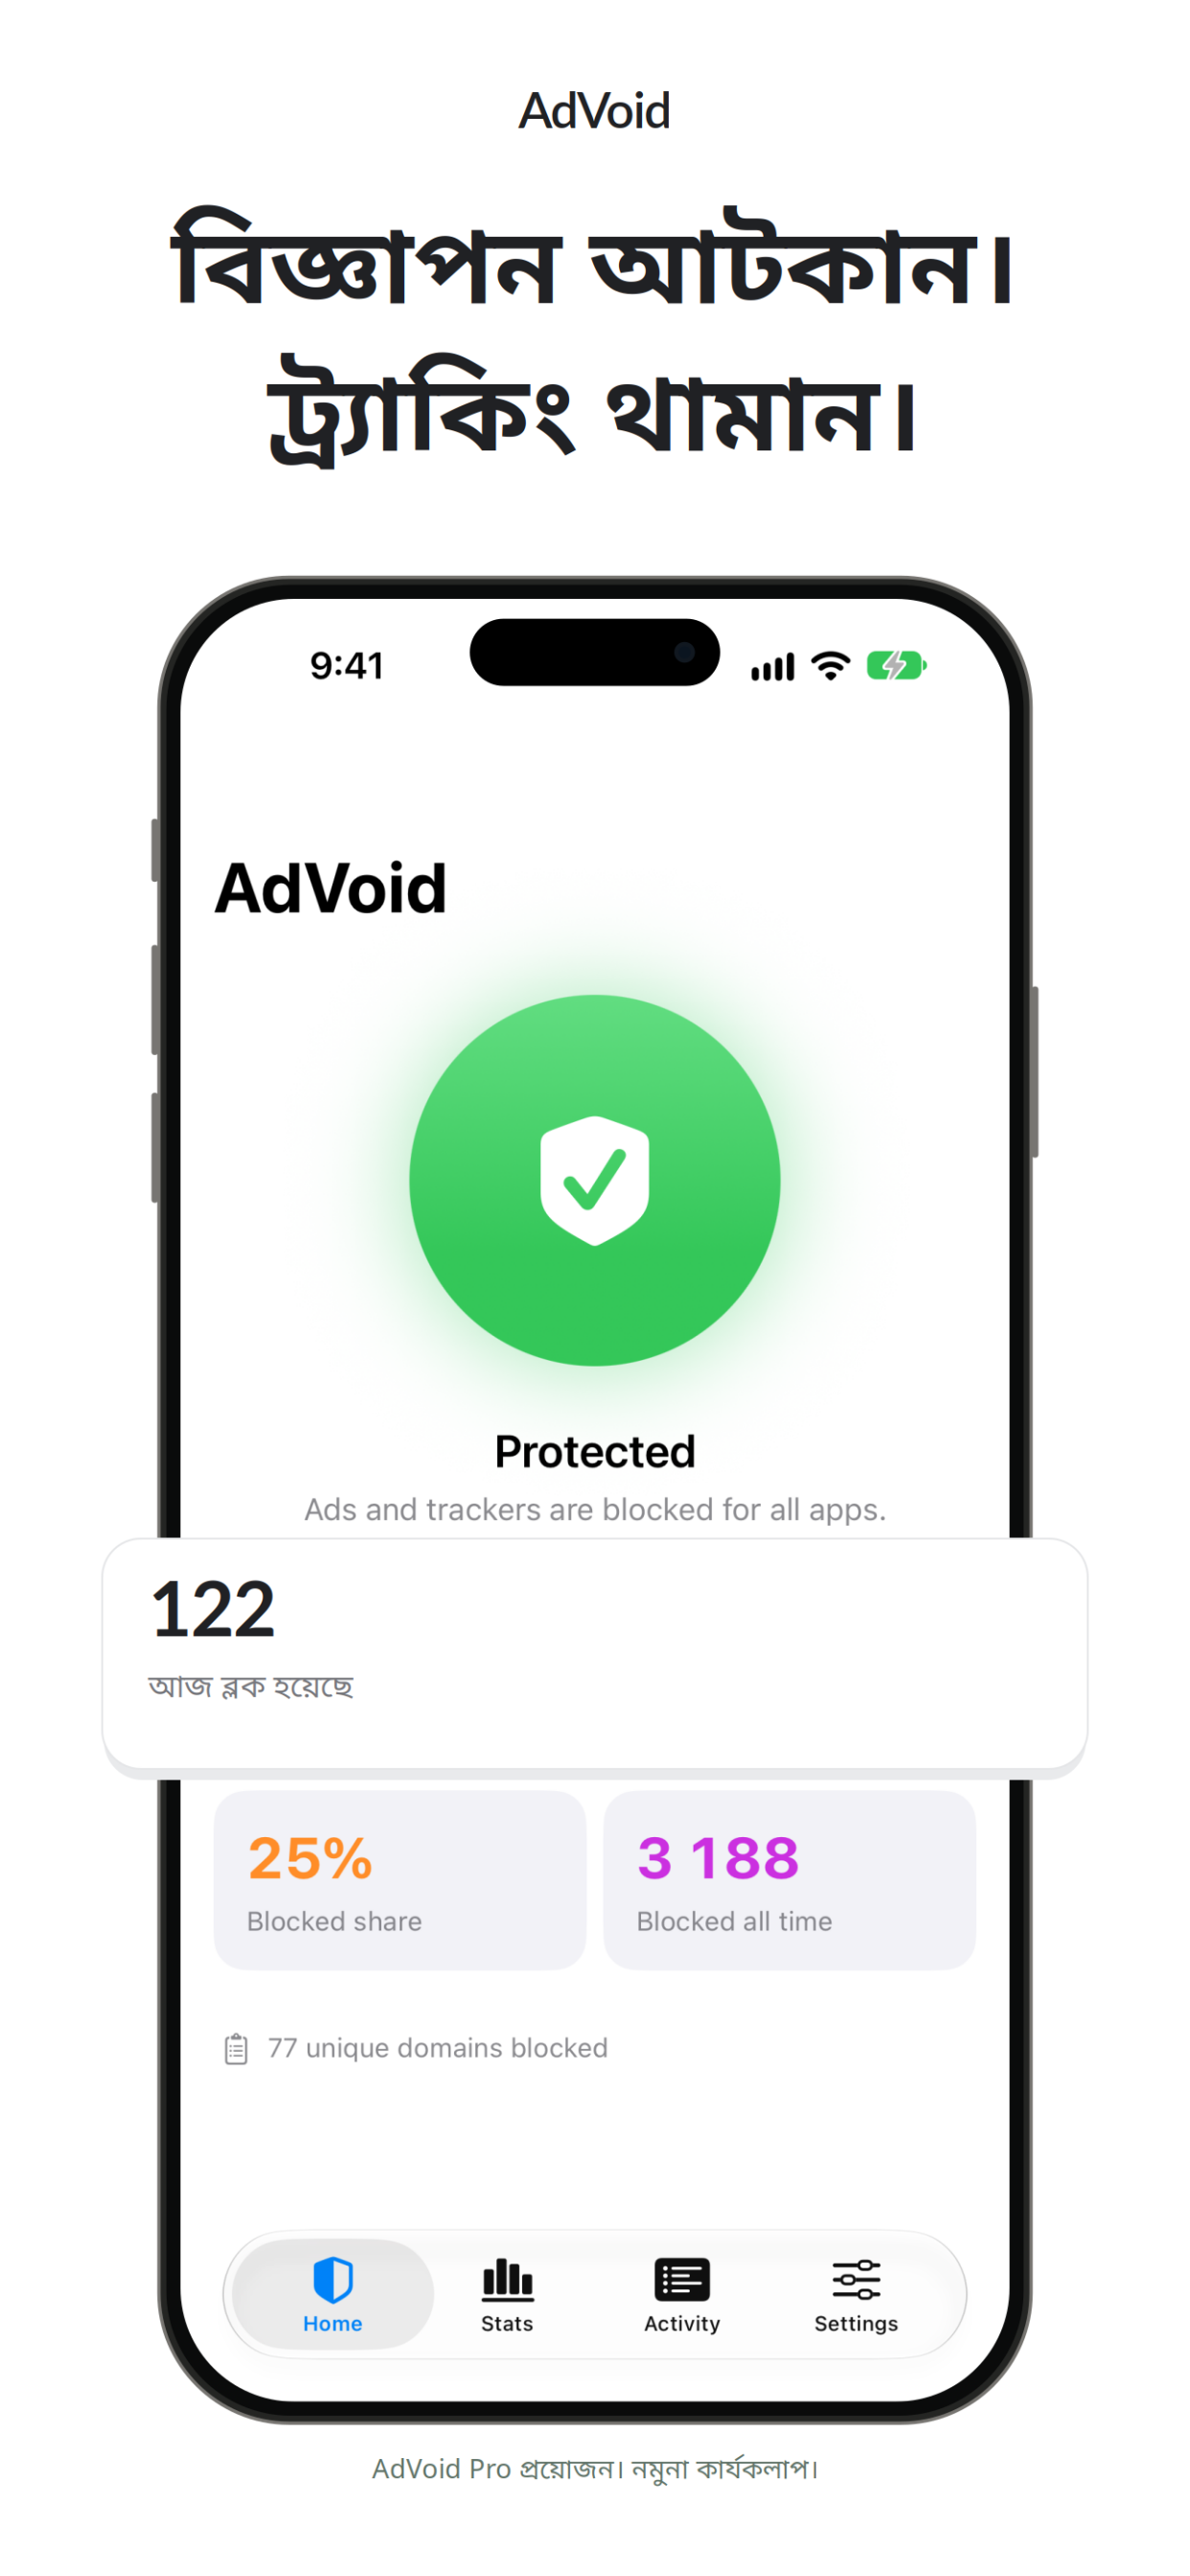 AdVoid
বিজ্ঞাপন আটকান।
ট্র্যাকিং থামান।
9:41
AdVoid
Protected
Ads and trackers are blocked for all apps.
122
আজ ব্লক হয়েছে
25%
Blocked share
3 188
Blocked all time
77 unique domains blocked
Home
Stats
Activity
Settings
AdVoid Pro প্রয়োজন। নমুনা কার্যকলাপ।